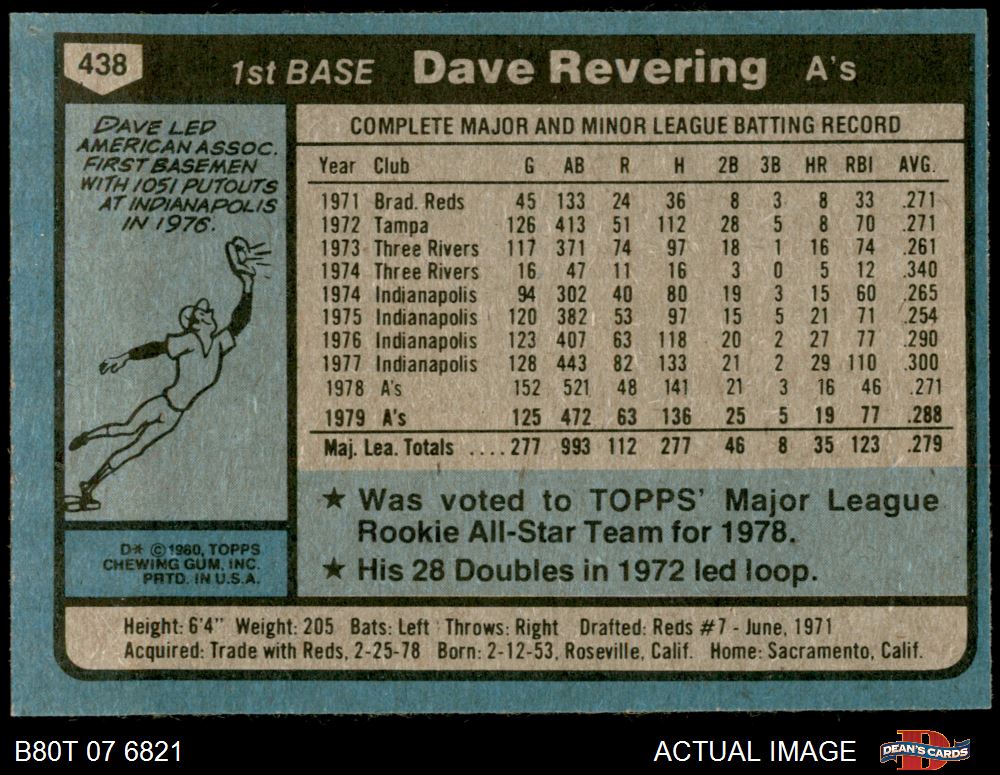 438
1st BASE Dave Revering A's
DAVE LED
AMERICAN ASSOC.
FIRST BASEMEN
WITH 1051 PUTOUTS
AT INDIANAPOLIS
IN 1976.
COMPLETE MAJOR AND MINOR LEAGUE BATTING RECORD
Year Club G AB R H 2B 3B HR RBI AVG.
1971 Brad. Reds 45 133 24 36 8 3 8 33 .271
1972 Tampa 126 413 51 112 28 5 8 70 .271
1973 Three Rivers 117 371 74 97 18 1 16 74 .261
1974 Three Rivers 16 47 11 16 3 0 5 12 .340
1974 Indianapolis 94 302 40 80 19 3 15 60 .265
1975 Indianapolis 120 382 53 97 15 5 21 71 .254
1976 Indianapolis 123 407 63 118 20 2 27 77 .290
1977 Indianapolis 128 443 82 133 21 2 29 110 .300
1978 A's 152 521 48 141 21 3 16 46 .271
1979 A's 125 472 63 136 25 5 19 77 .288
Maj. Lea. Totals ....277 993 112 277 46 8 35 123 .279
★ Was voted to TOPPS' Major League
Rookie All-Star Team for 1978.
★ His 28 Doubles in 1972 led loop.
D* © 1980, TOPPS
CHEWING GUM, INC.
PRTD. IN U.S.A.
Height: 6'4" Weight: 205 Bats: Left Throws: Right Drafted: Reds #7 - June, 1971
Acquired: Trade with Reds, 2-25-78 Born: 2-12-53, Roseville, Calif. Home: Sacramento, Calif.
B80T 07 6821 ACTUAL IMAGE DEAN'S CARDS